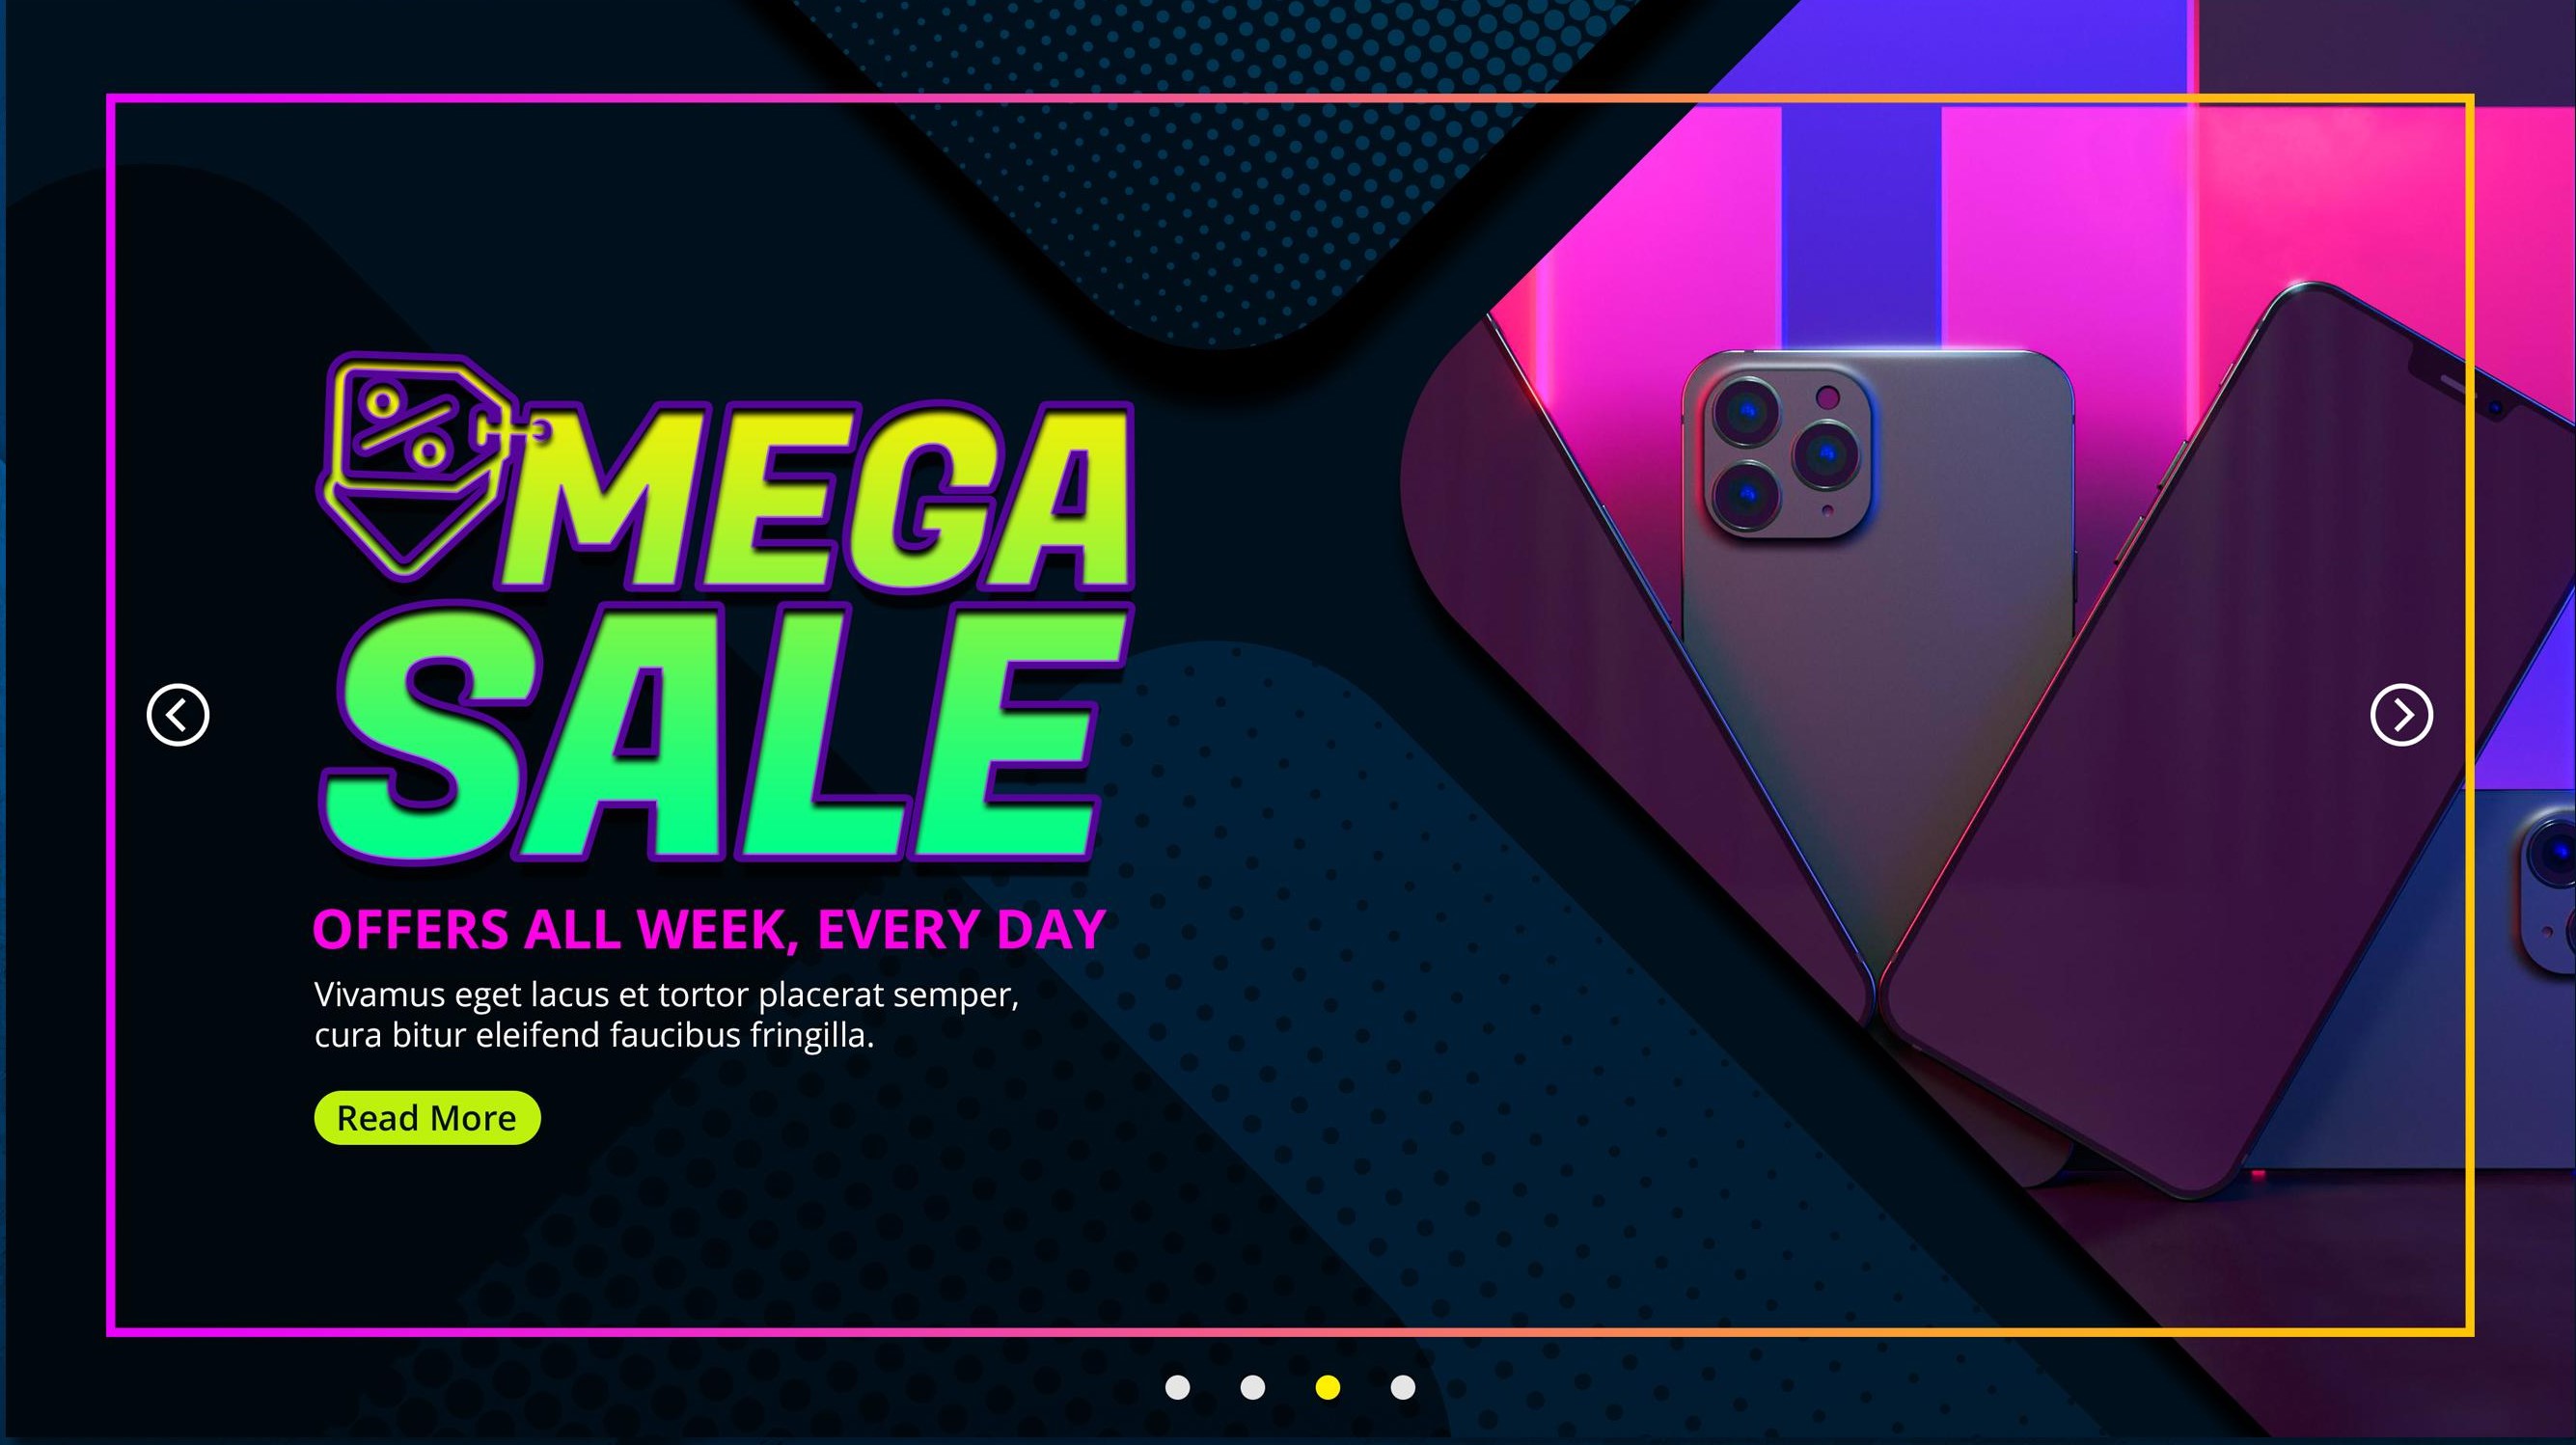 MEGA
SALE
OFFERS ALL WEEK, EVERY DAY
Vivamus eget lacus et tortor placerat semper,
cura bitur eleifend faucibus fringilla.
Read More